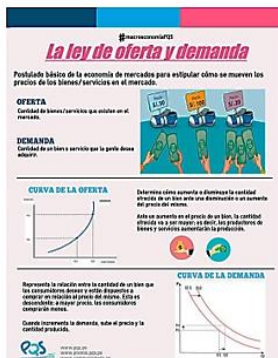 #macroeconomíaPQS
La ley de oferta y demanda
Postulado básico de la economía de mercados para estipular cómo se mueven los
precios de los bienes/servicios en el mercado.
OFERTA
Cantidad de bienes/servicios que existen en el
mercado.
DEMANDA
Cantidad de un bien o servicio que la gente desea
adquirir.
CURVA DE LA OFERTA
Determina cómo aumenta o disminuye la cantidad
ofrecida de un bien ante una disminución o un aumento
del precio del mismo.
Ante un aumento en el precio de un bien, la cantidad
ofrecida va a ser mayor; es decir, los productores de
bienes y servicios aumentarán la producción.
Representa la relación entre la cantidad de un bien que
los consumidores desean y están dispuestos a
comprar en relación al precio del mismo. Esta es
descendente: a mayor precio, los consumidores
comprarán menos.
Cuando incrementa la demanda, sube el precio y la
cantidad producida.
CURVA DE LA DEMANDA
PQS